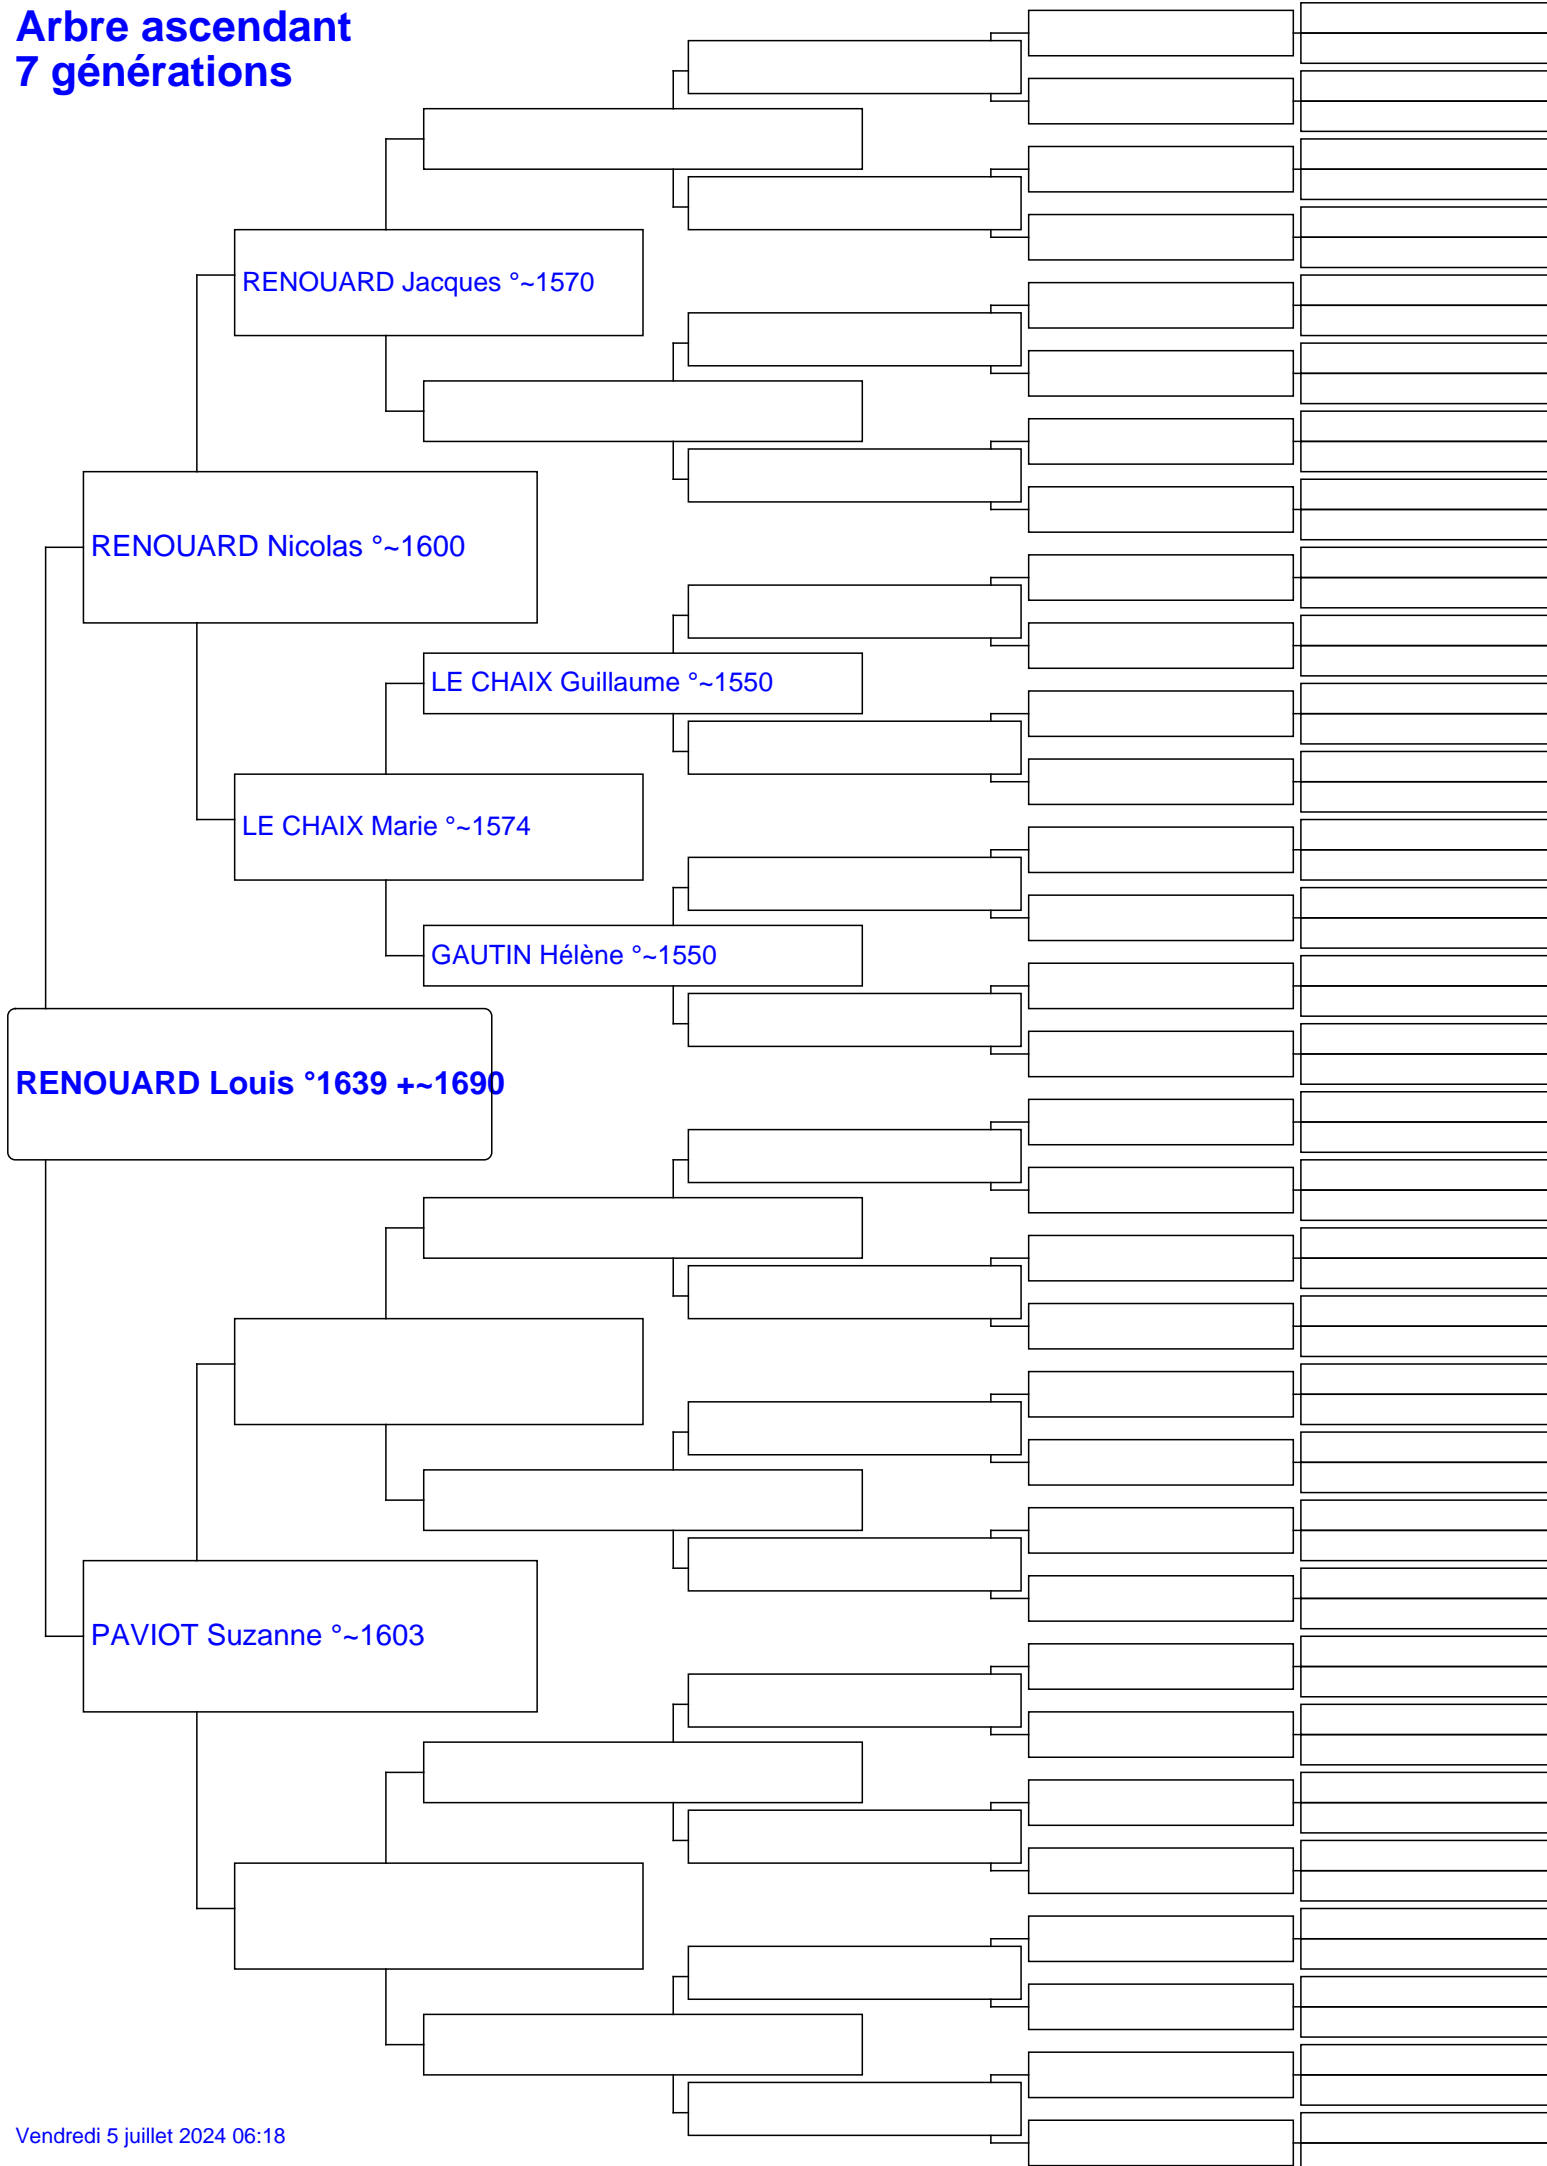 Arbre ascendant
7 générations
RENOUARD Jacques °~1570
RENOUARD Nicolas °~1600
LE CHAIX Guillaume °~1550
LE CHAIX Marie °~1574
GAUTIN Hélène °~1550
RENOUARD Louis °1639 +~1690
PAVIOT Suzanne °~1603
Vendredi 5 juillet 2024 06:18